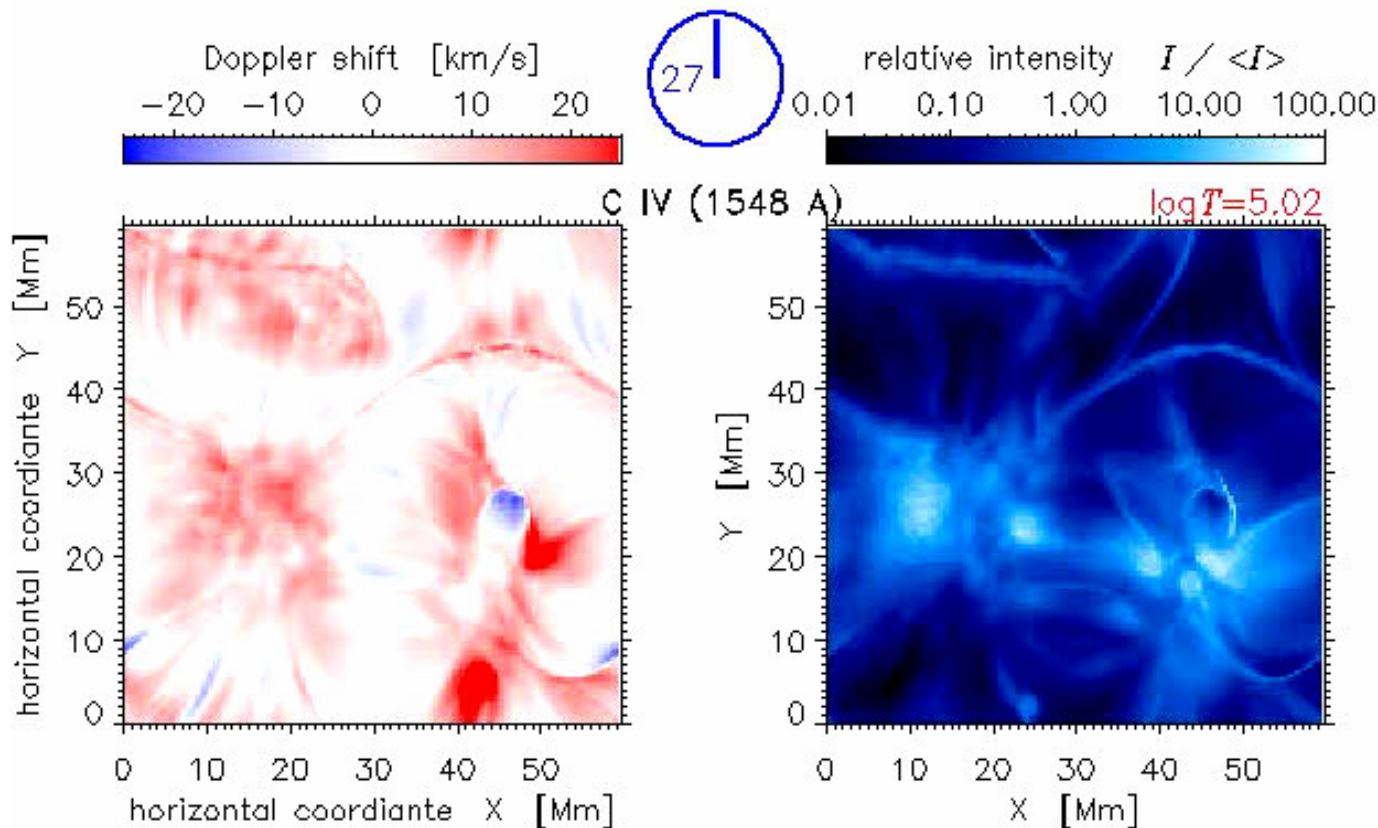 Doppler shift [km/s]
−20 −10 0 10 20
27
relative intensity I / <I>
0.01 0.10 1.00 10.00 100.00
C IV (1548 A)
logT=5.02
horizontal coordiante Y [Mm]
50
40
30
20
10
0
0 10 20 30 40 50
horizontal coordiante X [Mm]
Y [Mm]
50
40
30
20
10
0
0 10 20 30 40 50
X [Mm]